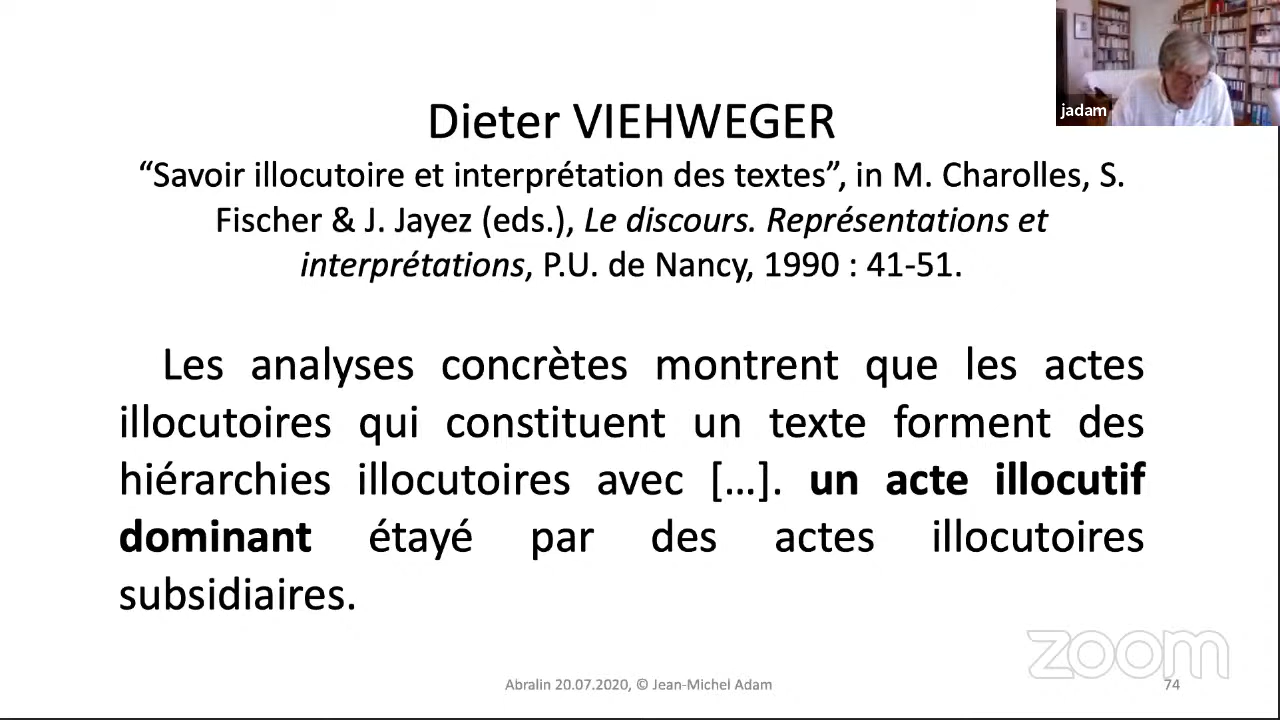 jadam
Dieter VIEHWEGER
“Savoir illocutoire et interprétation des textes”, in M. Charolles, S.
Fischer & J. Jayez (eds.), Le discours. Représentations et
interprétations, P.U. de Nancy, 1990 : 41-51.
Les analyses concrètes montrent que les actes
illocutoires qui constituent un texte forment des
hiérarchies illocutoires avec […]. un acte illocutif
dominant étayé par des actes illocutoires
subsidiaires.
zoom
Abralin 20.07.2020, © Jean-Michel Adam
74